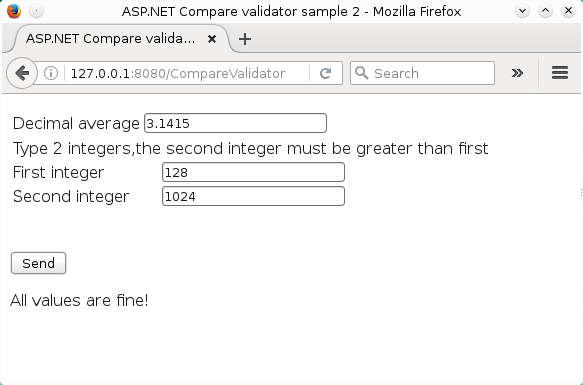 ASP.NET Compare validator sample 2 - Mozilla Firefox
ASP.NET Compare valida...
127.0.0.1:8080/CompareValidator
Search
Decimal average 3.1415
Type 2 integers,the second integer must be greater than first
First integer 128
Second integer 1024
Send
All values are fine!